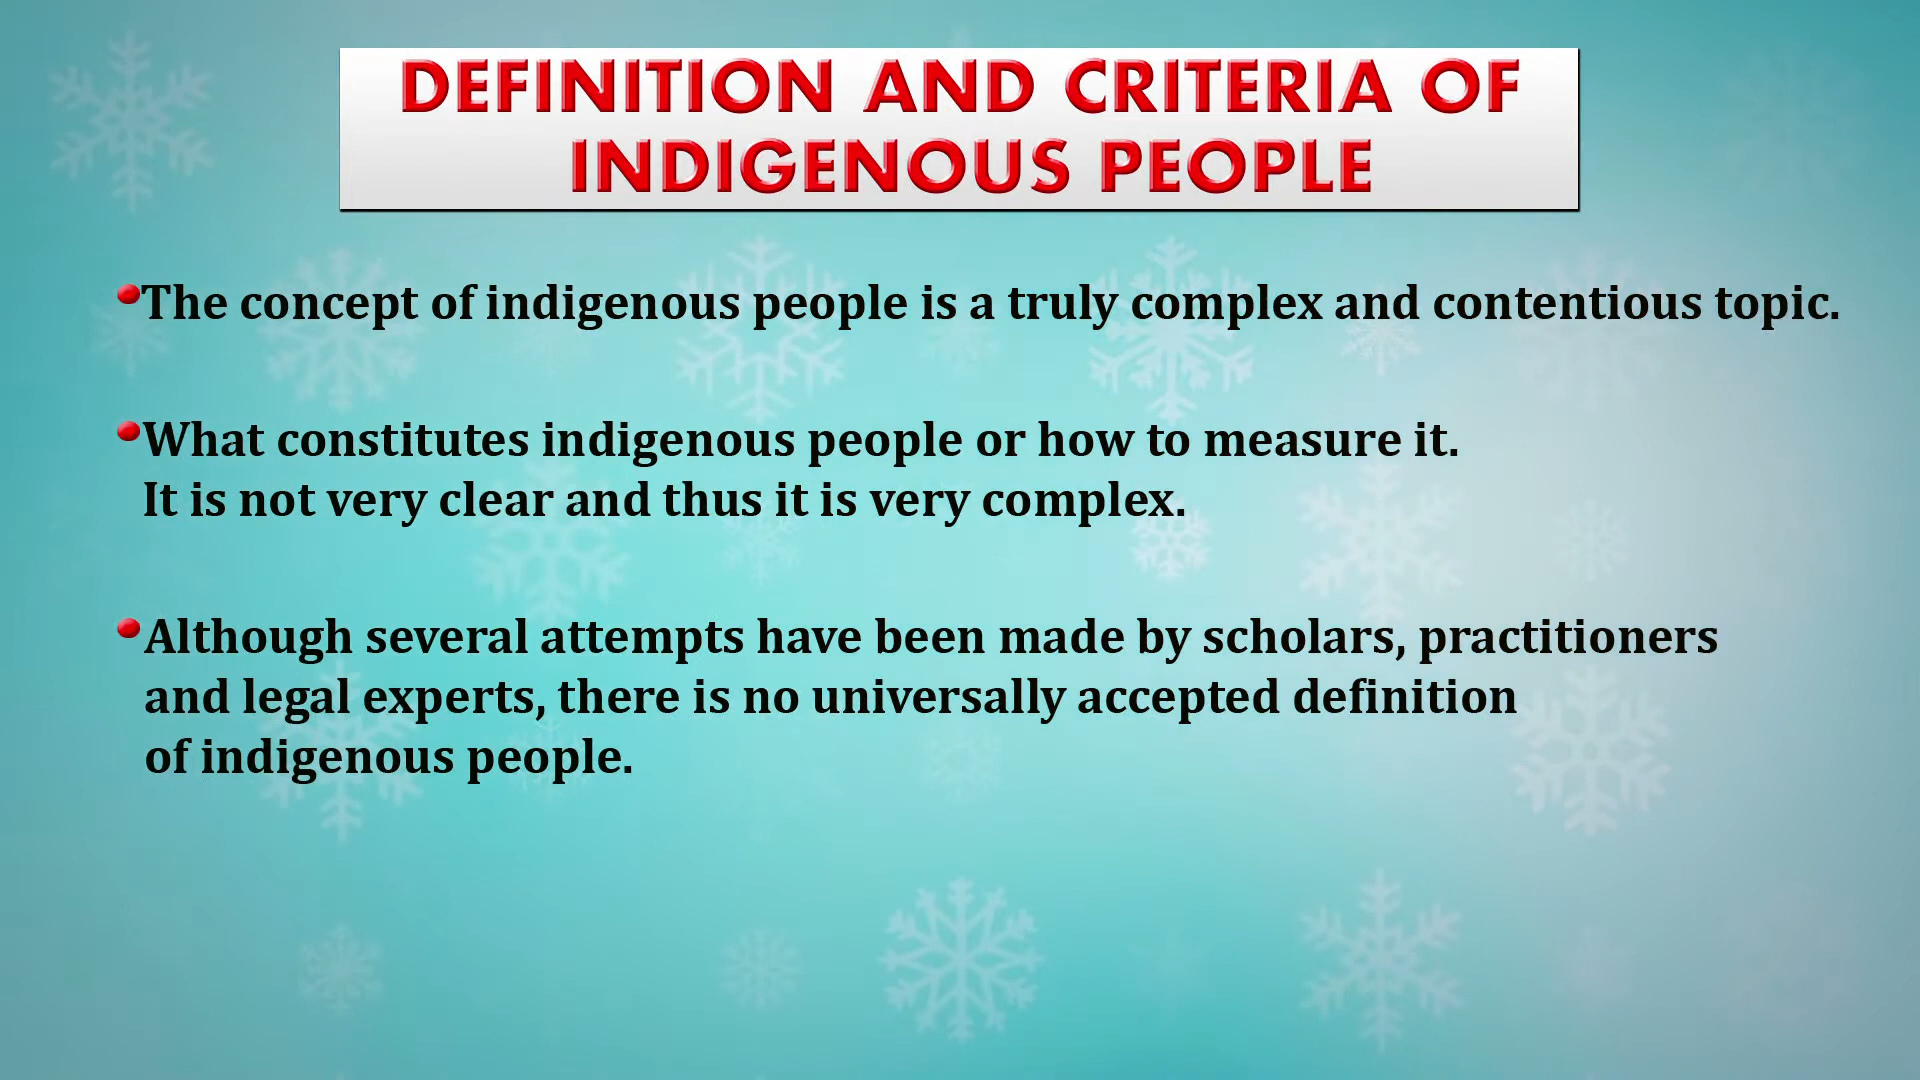 DEFINITION AND CRITERIA OF
INDIGENOUS PEOPLE
•The concept of indigenous people is a truly complex and contentious topic.
•What constitutes indigenous people or how to measure it.
It is not very clear and thus it is very complex.
•Although several attempts have been made by scholars, practitioners
and legal experts, there is no universally accepted definition
of indigenous people.